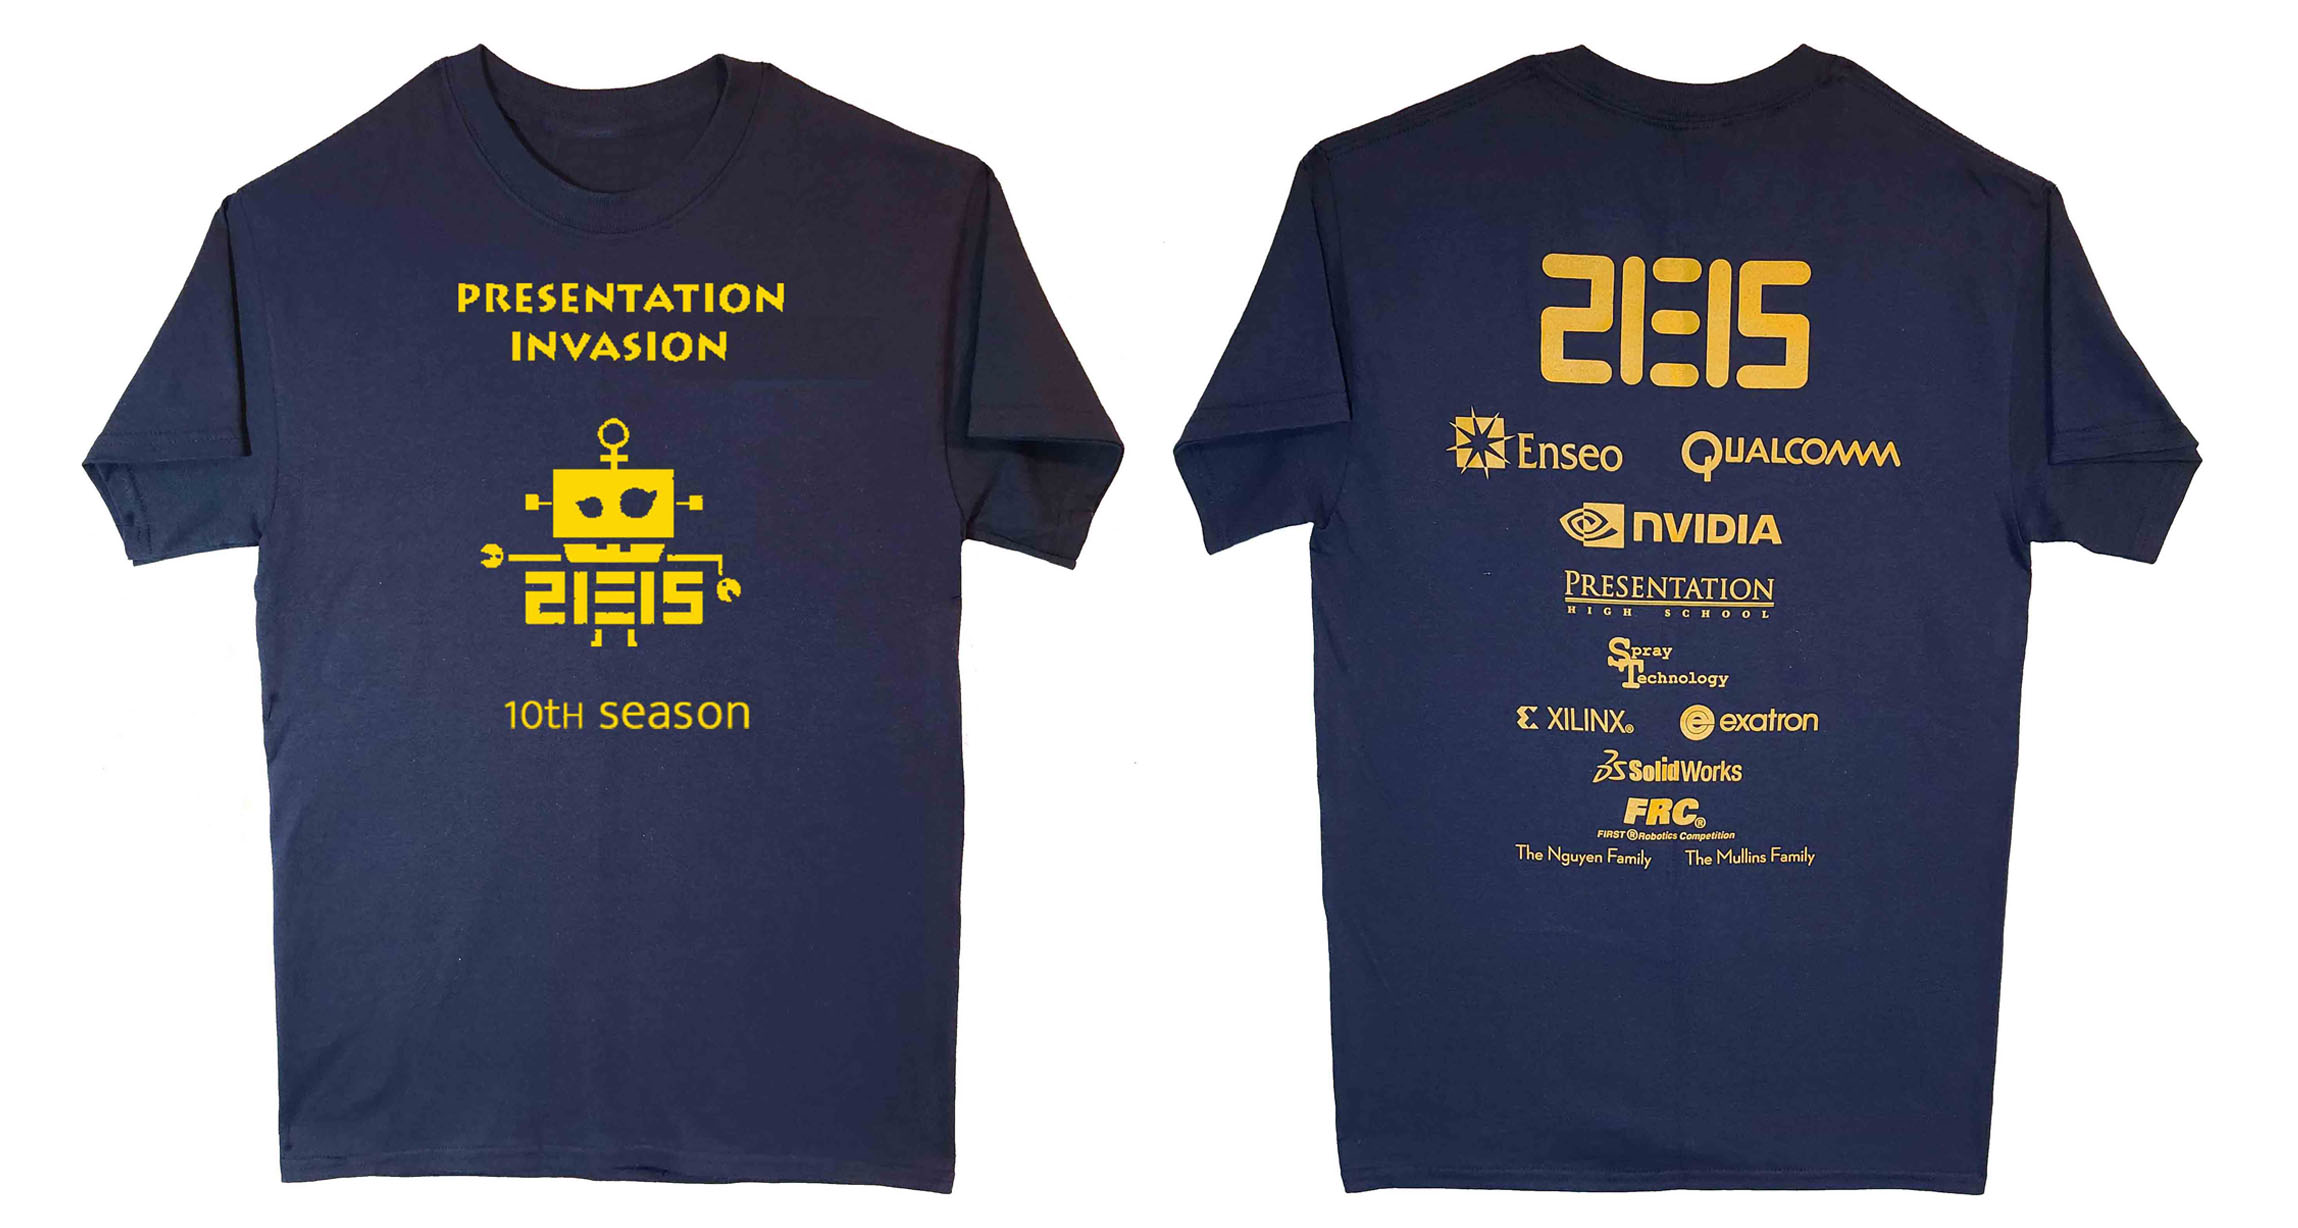 PRESENTATION
INVASION
2135
10tH season
2135
Enseo QUALCOMM
NVIDIA
PRESENTATION
HIGH SCHOOL
Spray
Technology
XILINX® exatron
SolidWorks
FRC®
FIRST® Robotics Competition
The Nguyen Family The Mullins Family